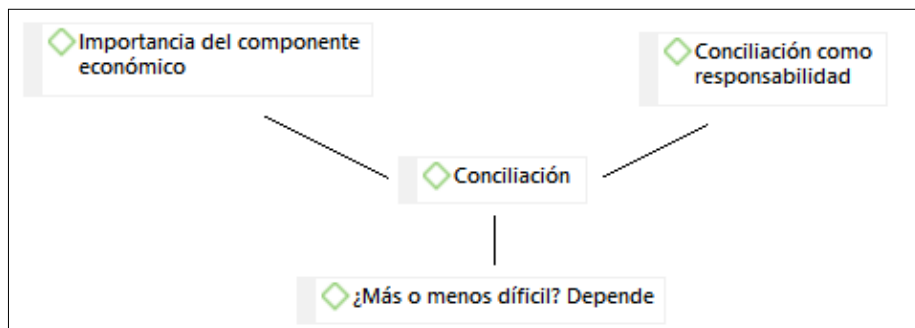 Importancia del componente
económico
Conciliación como
responsabilidad
Conciliación
¿Más o menos díficil? Depende